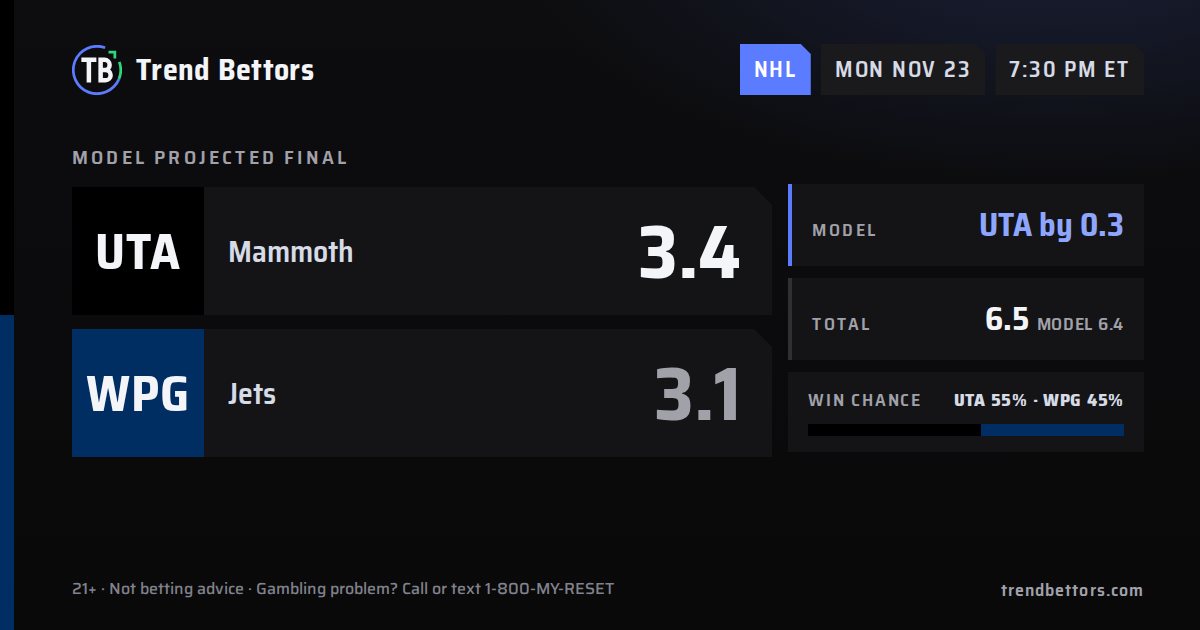 TB Trend Bettors
NHL MON NOV 23 7:30 PM ET
MODEL PROJECTED FINAL
UTA Mammoth 3.4
WPG Jets 3.1
MODEL UTA by 0.3
TOTAL 6.5 MODEL 6.4
WIN CHANCE UTA 55% · WPG 45%
21+ · Not betting advice · Gambling problem? Call or text 1-800-MY-RESET
trendbettors.com